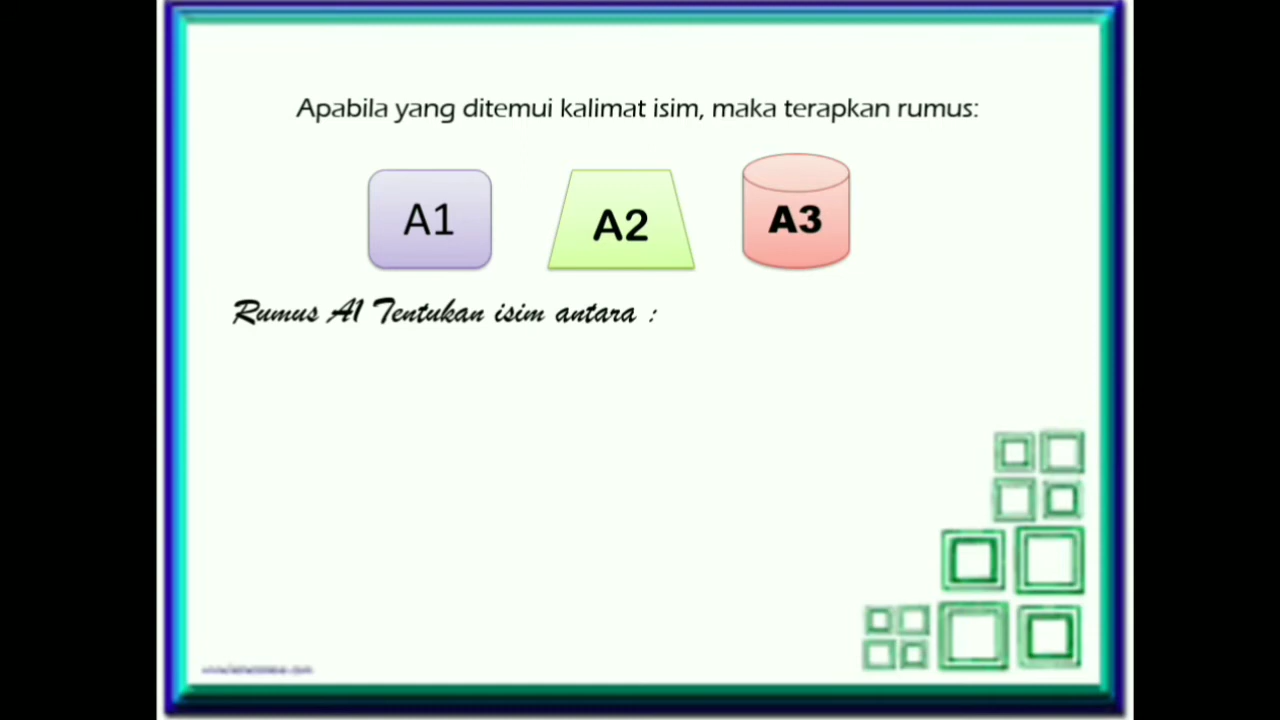 Apabila yang ditemui kalimat isim, maka terapkan rumus:
A1 A2 A3
Rumus A1 Tentukan isim antara :